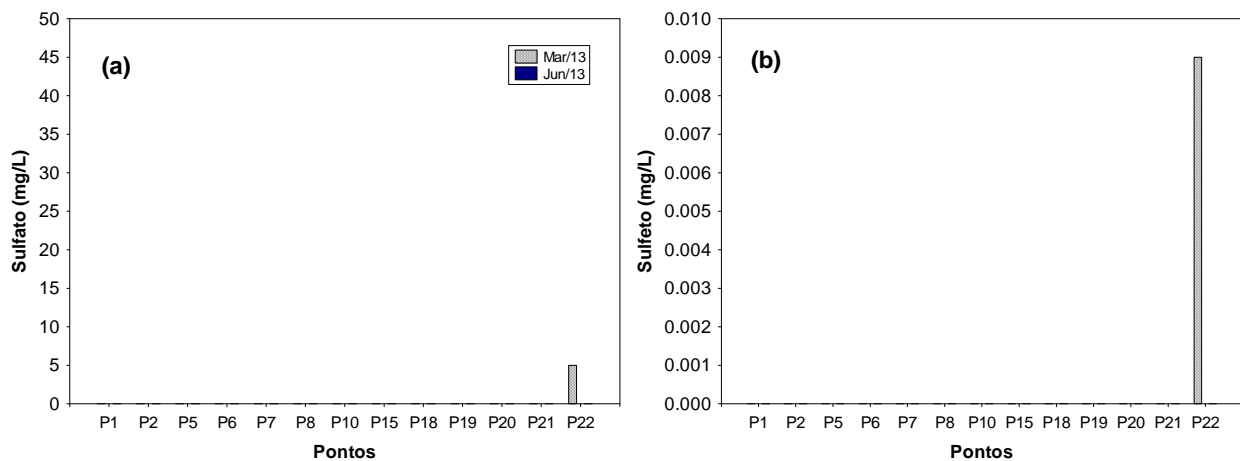 50
45
40
35
30
25
20
15
10
5
0
Sulfato (mg/L)
(a)
Mar/13
Jun/13
P1 P2 P5 P6 P7 P8 P10 P15 P18 P19 P20 P21 P22
Pontos
0.010
0.009
0.008
0.007
0.006
0.005
0.004
0.003
0.002
0.001
0.000
Sulfeto (mg/L)
(b)
P1 P2 P5 P6 P7 P8 P10 P15 P18 P19 P20 P21 P22
Pontos